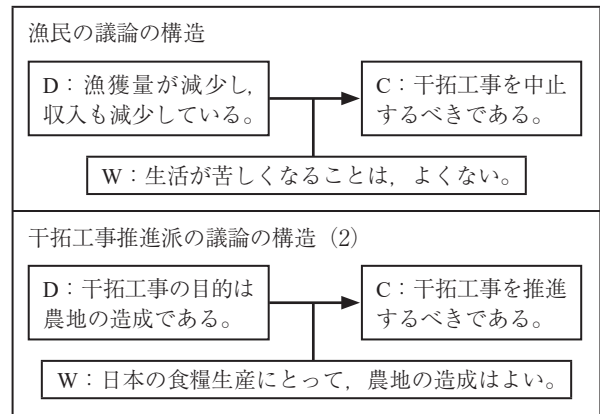 漁民の議論の構造
D：漁獲量が減少し，
収入も減少している。
C：干拓工事を中止
するべきである。
W：生活が苦しくなることは，よくない。
干拓工事推進派の議論の構造（2）
D：干拓工事の目的は
農地の造成である。
C：干拓工事を推進
するべきである。
W：日本の食糧生産にとって，農地の造成はよい。